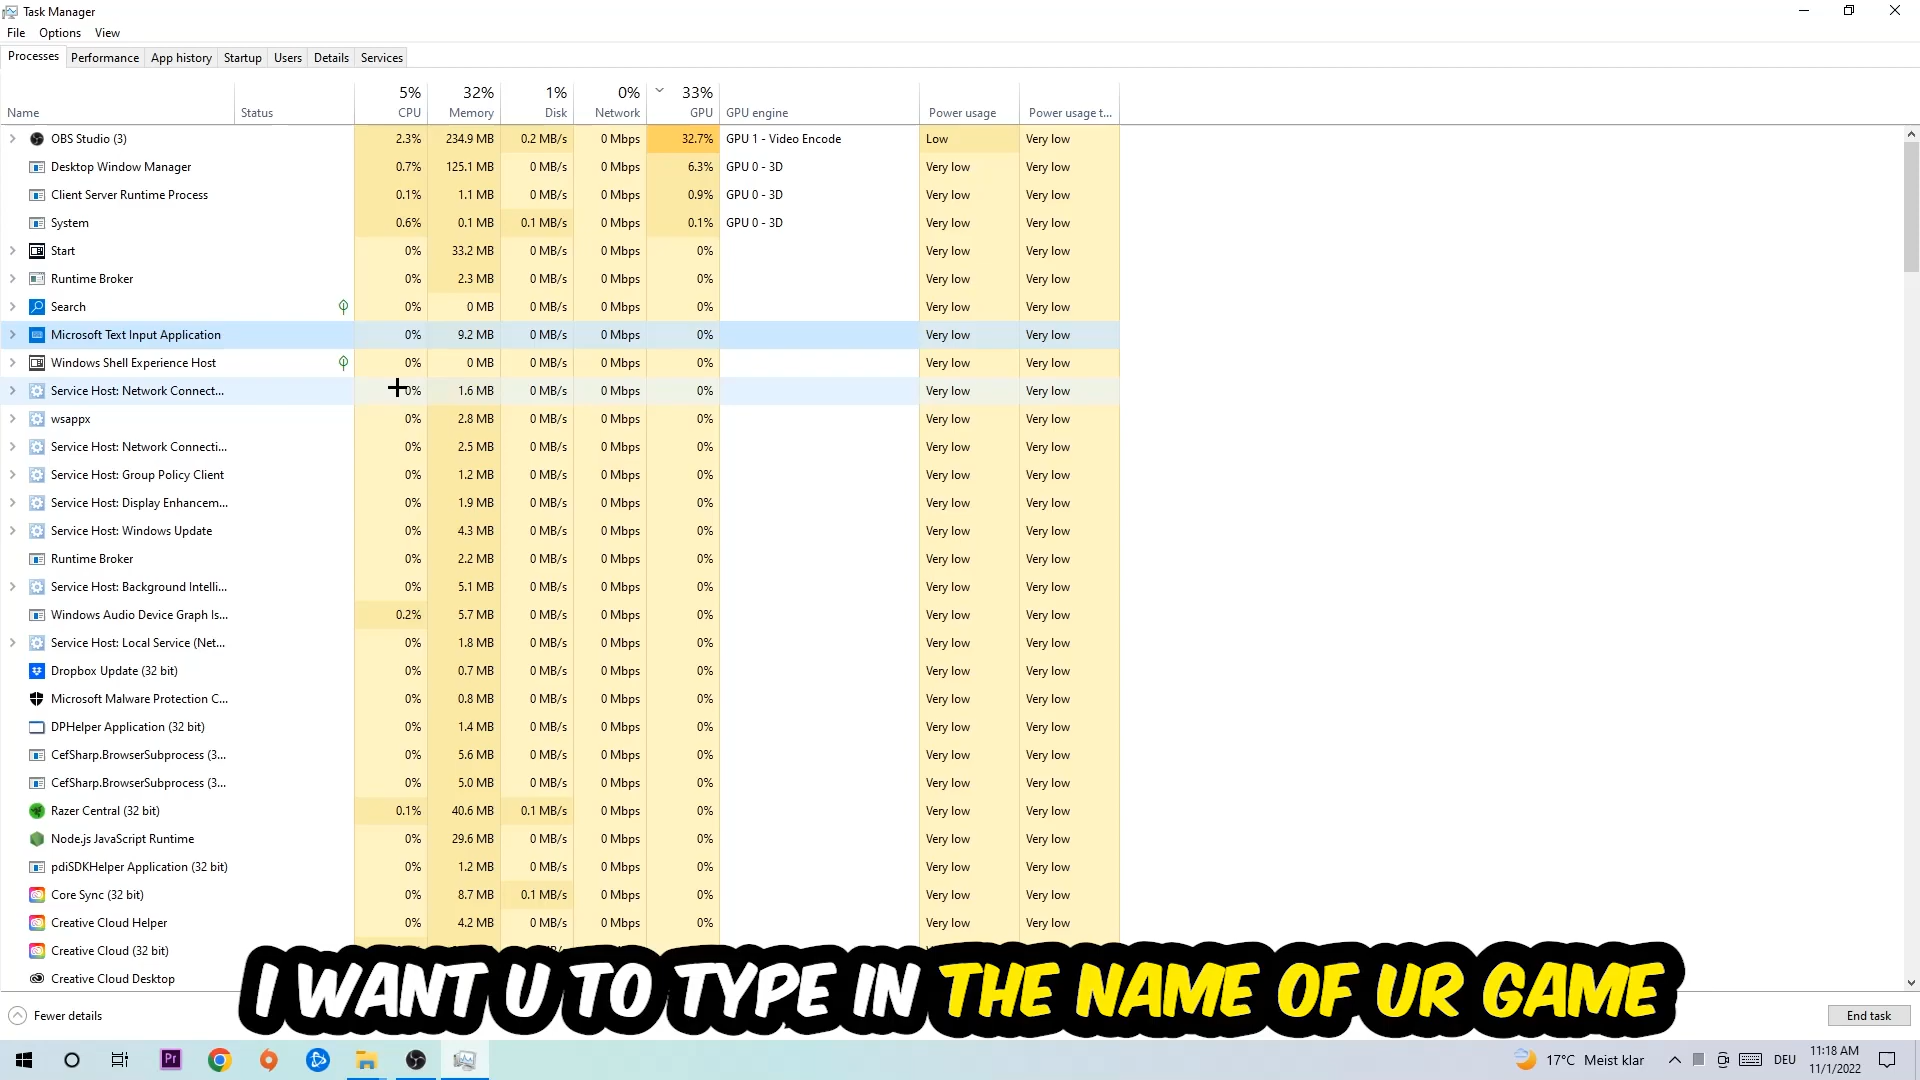 Task Manager
File Options View
Processes Performance App history Startup Users Details Services
5% 32% 1% 0% 33%
Name Status CPU Memory Disk Network GPU GPU engine Power usage Power usage t...
OBS Studio (3) 2.3% 234.9 MB 0.2 MB/s 0 Mbps 32.7% GPU 1 - Video Encode Low Very low
Desktop Window Manager 0.7% 125.1 MB 0 MB/s 0 Mbps 6.3% GPU 0 - 3D Very low Very low
Client Server Runtime Process 0.1% 1.1 MB 0 MB/s 0 Mbps 0.9% GPU 0 - 3D Very low Very low
System 0.6% 0.1 MB 0.1 MB/s 0 Mbps 0.1% GPU 0 - 3D Very low Very low
Start 0% 33.2 MB 0 MB/s 0 Mbps 0% Very low Very low
Runtime Broker 0% 2.3 MB 0 MB/s 0 Mbps 0% Very low Very low
Search 0% 0 MB 0 MB/s 0 Mbps 0% Very low Very low
Microsoft Text Input Application 0% 9.2 MB 0 MB/s 0 Mbps 0% Very low Very low
Windows Shell Experience Host 0% 0 MB 0 MB/s 0 Mbps 0% Very low Very low
Service Host: Network Connect... 0% 1.6 MB 0 MB/s 0 Mbps 0% Very low Very low
wsappx 0% 2.8 MB 0 MB/s 0 Mbps 0% Very low Very low
Service Host: Network Connecti... 0% 2.5 MB 0 MB/s 0 Mbps 0% Very low Very low
Service Host: Group Policy Client 0% 1.2 MB 0 MB/s 0 Mbps 0% Very low Very low
Service Host: Display Enhancem... 0% 1.9 MB 0 MB/s 0 Mbps 0% Very low Very low
Service Host: Windows Update 0% 4.3 MB 0 MB/s 0 Mbps 0% Very low Very low
Runtime Broker 0% 2.2 MB 0 MB/s 0 Mbps 0% Very low Very low
Service Host: Background Intelli... 0% 5.1 MB 0 MB/s 0 Mbps 0% Very low Very low
Windows Audio Device Graph Is... 0.2% 5.7 MB 0 MB/s 0 Mbps 0% Very low Very low
Service Host: Local Service (Net... 0% 1.8 MB 0 MB/s 0 Mbps 0% Very low Very low
Dropbox Update (32 bit) 0% 0.7 MB 0 MB/s 0 Mbps 0% Very low Very low
Microsoft Malware Protection C... 0% 0.8 MB 0 MB/s 0 Mbps 0% Very low Very low
DPHelper Application (32 bit) 0% 1.4 MB 0 MB/s 0 Mbps 0% Very low Very low
CefSharp.BrowserSubprocess (3... 0% 5.6 MB 0 MB/s 0 Mbps 0% Very low Very low
CefSharp.BrowserSubprocess (3... 0% 5.0 MB 0 MB/s 0 Mbps 0% Very low Very low
Razer Central (32 bit) 0.1% 40.6 MB 0.1 MB/s 0 Mbps 0% Very low Very low
Node.js JavaScript Runtime 0% 29.6 MB 0 MB/s 0 Mbps 0% Very low Very low
pdiSDKHelper Application (32 bit) 0% 1.2 MB 0 MB/s 0 Mbps 0% Very low Very low
Core Sync (32 bit) 0% 8.7 MB 0.1 MB/s 0 Mbps 0% Very low Very low
Creative Cloud Helper 0% 4.2 MB 0 MB/s 0 Mbps 0% Very low Very low
Creative Cloud (32 bit)
Creative Cloud Desktop
I WANT U TO TYPE IN THE NAME OF UR GAME
Fewer details End task
Pr 17°C Meist klar DEU 11:18 AM
11/1/2022